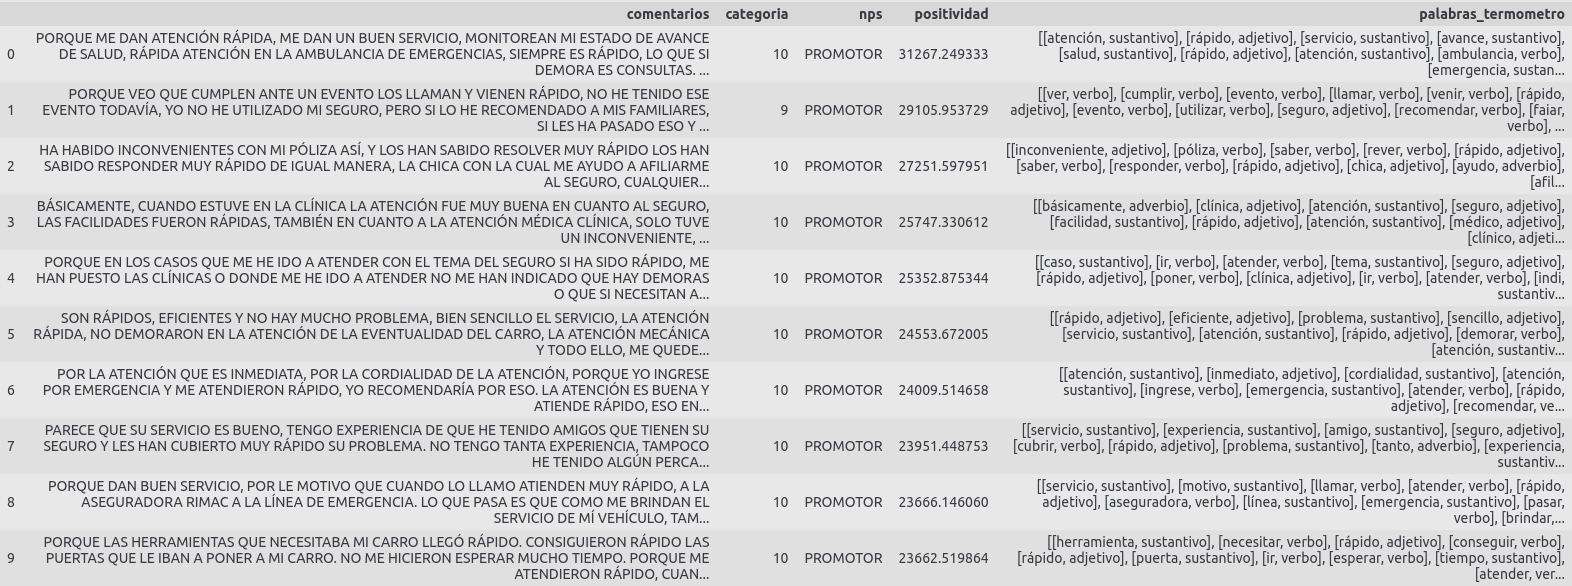 comentarios categoria nps positividad palabras_termometro
PORQUE ME DAN ATENCIÓN RÁPIDA, ME DAN UN BUEN SERVICIO, MONITOREAN MI ESTADO DE AVANCE [[atención, sustantivo], [rápido, adjetivo], [servicio, sustantivo], [avance, sustantivo],
0 DE SALUD, RÁPIDA ATENCIÓN EN LA AMBULANCIA DE EMERGENCIAS, SIEMPRE ES RÁPIDO, LO QUE SI 10 PROMOTOR 31267.249333 [salud, sustantivo], [rápido, adjetivo], [atención, sustantivo], [ambulancia, verbo],
DEMORA ES CONSULTAS. ... [emergencia, sustan...
PORQUE VEO QUE CUMPLEN ANTE UN EVENTO LOS LLAMAN Y VIENEN RÁPIDO, NO HE TENIDO ESE [[ver, verbo], [cumplir, verbo], [evento, verbo], [llamar, verbo], [venir, verbo], [rápido,
1 EVENTO TODAVÍA, YO NO HE UTILIZADO MI SEGURO, PERO SI LO HE RECOMENDADO A MIS FAMILIARES, 9 PROMOTOR 29105.953729 adjetivo], [evento, verbo], [utilizar, verbo], [seguro, adjetivo], [recomendar, verbo], [faiar,
SI LES HA PASADO ESO Y ... verbo], ...
HA HABIDO INCONVENIENTES CON MI PÓLIZA ASÍ, Y LOS HAN SABIDO RESOLVER MUY RÁPIDO LOS HAN [[inconveniente, adjetivo], [póliza, verbo], [saber, verbo], [rever, verbo], [rápido, adjetivo],
2 SABIDO RESPONDER MUY RÁPIDO DE IGUAL MANERA, LA CHICA CON LA CUAL ME AYUDO A AFILIARME 10 PROMOTOR 27251.597951 [saber, verbo], [responder, verbo], [rápido, adjetivo], [chica, adjetivo], [ayudo, adverbio],
AL SEGURO, CUALQUIER... [afil...
BÁSICAMENTE, CUANDO ESTUVE EN LA CLÍNICA LA ATENCIÓN FUE MUY BUENA EN CUANTO AL SEGURO, [[básicamente, adverbio], [clínica, adjetivo], [atención, sustantivo], [seguro, adjetivo],
3 LAS FACILIDADES FUERON RÁPIDAS, TAMBIÉN EN CUANTO A LA ATENCIÓN MÉDICA CLÍNICA, SOLO TUVE 10 PROMOTOR 25747.330612 [facilidad, sustantivo], [rápido, adjetivo], [atención, sustantivo], [médico, adjetivo],
UN INCONVENIENTE, ... [clínico, adjeti...
PORQUE EN LOS CASOS QUE ME HE IDO A ATENDER CON EL TEMA DEL SEGURO SI HA SIDO RÁPIDO, ME [[caso, sustantivo], [ir, verbo], [atender, verbo], [tema, sustantivo], [seguro, adjetivo],
4 HAN PUESTO LAS CLÍNICAS O DONDE ME HE IDO A ATENDER NO ME HAN INDICADO QUE HAY DEMORAS 10 PROMOTOR 25352.875344 [rápido, adjetivo], [poner, verbo], [clínica, adjetivo], [ir, verbo], [atender, verbo], [indi,
O QUE SI NECESITAN A... sustantiv...
SON RÁPIDOS, EFICIENTES Y NO HAY MUCHO PROBLEMA, BIEN SENCILLO EL SERVICIO, LA ATENCIÓN [[rápido, adjetivo], [eficiente, adjetivo], [problema, sustantivo], [sencillo, adjetivo],
5 RÁPIDA, NO DEMORARON EN LA ATENCIÓN DE LA EVENTUALIDAD DEL CARRO, LA ATENCIÓN MECÁNICA 10 PROMOTOR 24553.672005 [servicio, sustantivo], [atención, sustantivo], [rápido, adjetivo], [demorar, verbo],
Y TODO ELLO, ME QUEDE... [atención, sustantiv...
POR LA ATENCIÓN QUE ES INMEDIATA, POR LA CORDIALIDAD DE LA ATENCIÓN, PORQUE YO INGRESE [[atención, sustantivo], [inmediato, adjetivo], [cordialidad, sustantivo], [atención,
6 POR EMERGENCIA Y ME ATENDIERON RÁPIDO, YO RECOMENDARÍA POR ESO. LA ATENCIÓN ES BUENA Y 10 PROMOTOR 24009.514658 sustantivo], [ingrese, verbo], [emergencia, sustantivo], [atender, verbo], [rápido,
ATIENDE RÁPIDO, ESO EN... adjetivo], [recomendar, ve...
PARECE QUE SU SERVICIO ES BUENO, TENGO EXPERIENCIA DE QUE HE TENIDO AMIGOS QUE TIENEN SU [[servicio, sustantivo], [experiencia, sustantivo], [amigo, sustantivo], [seguro, adjetivo],
7 SEGURO Y LES HAN CUBIERTO MUY RÁPIDO SU PROBLEMA. NO TENGO TANTA EXPERIENCIA, TAMPOCO 10 PROMOTOR 23951.448753 [cubrir, verbo], [rápido, adjetivo], [problema, sustantivo], [tanto, adverbio], [experiencia,
HE TENIDO ALGÚN PERCA... sustantiv...
PORQUE DAN BUEN SERVICIO, POR LE MOTIVO QUE CUANDO LO LLAMO ATIENDEN MUY RÁPIDO, A LA [[servicio, sustantivo], [motivo, sustantivo], [llamar, verbo], [atender, verbo], [rápido,
8 ASEGURADORA RIMAC A LA LÍNEA DE EMERGENCIA. LO QUE PASA ES QUE COMO ME BRINDAN EL 10 PROMOTOR 23666.146060 adjetivo], [aseguradora, verbo], [línea, sustantivo], [emergencia, sustantivo], [pasar,
SERVICIO DE MÍ VEHÍCULO, TAM... verbo], [brindar,...
PORQUE LAS HERRAMIENTAS QUE NECESITABA MI CARRO LLEGÓ RÁPIDO. CONSIGUIERON RÁPIDO LAS [[herramienta, sustantivo], [necesitar, verbo], [rápido, adjetivo], [conseguir, verbo],
9 PUERTAS QUE LE IBAN A PONER A MI CARRO. NO ME HICIERON ESPERAR MUCHO TIEMPO. PORQUE ME 10 PROMOTOR 23662.519864 [rápido, adjetivo], [puerta, sustantivo], [ir, verbo], [esperar, verbo], [tiempo, sustantivo],
ATENDIERON RÁPIDO, CUAN... [atender, ver...